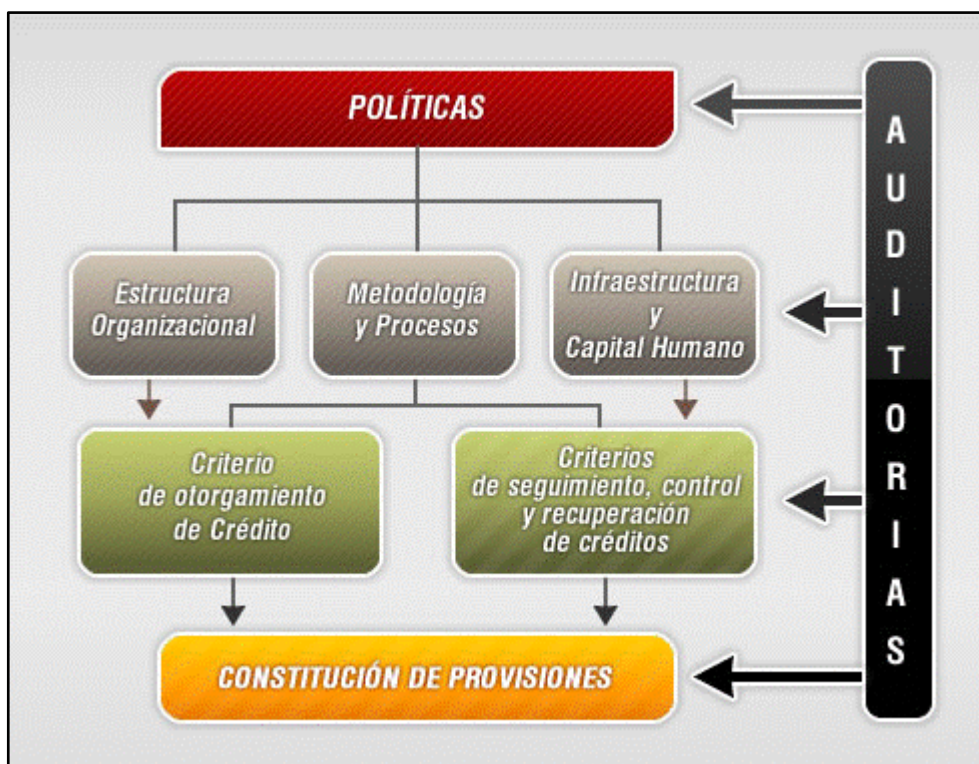 POLÍTICAS
Estructura
Organizacional
Metodología
y Procesos
Infraestructura
y
Capital Humano
Criterio
de otorgamiento
de Crédito
Criterios
de seguimiento, control
y recuperación
de créditos
CONSTITUCIÓN DE PROVISIONES
AUDITORIAS